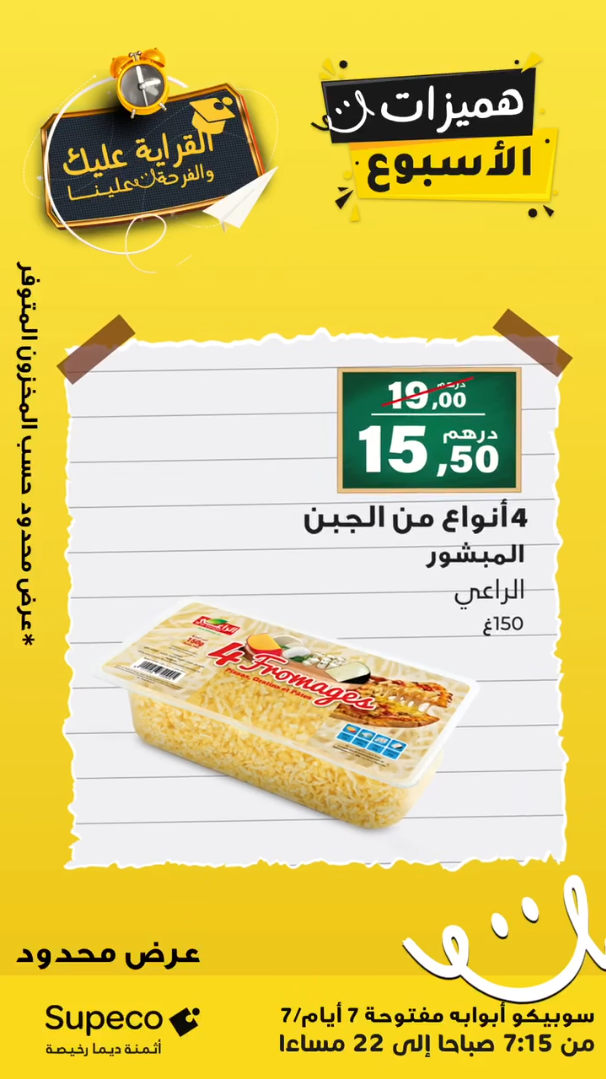 القراية عليك
والفرحة علينا
هميزات
الأسبوع
*عرض محدود حسب المخزون المتوفر
درهم
19,00
درهم
15,50
4 أنواع من الجبن
المبشور
الراعي
150غ
الراعي
150g
4 Fromages
عرض محدود
Supeco
أثمنة ديما رخيصة
سوبيكو أبوابه مفتوحة 7 أيام/7
من 7:15 صباحا إلى 22 مساءا